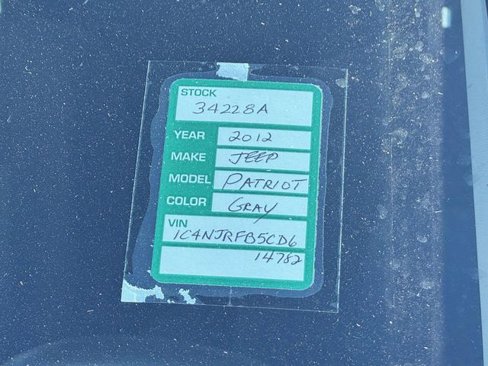 STOCK
34228A
YEAR 2012
MAKE JEEP
MODEL PATRIOT
COLOR GRAY
VIN
1C4NJRFB5CD6
14782